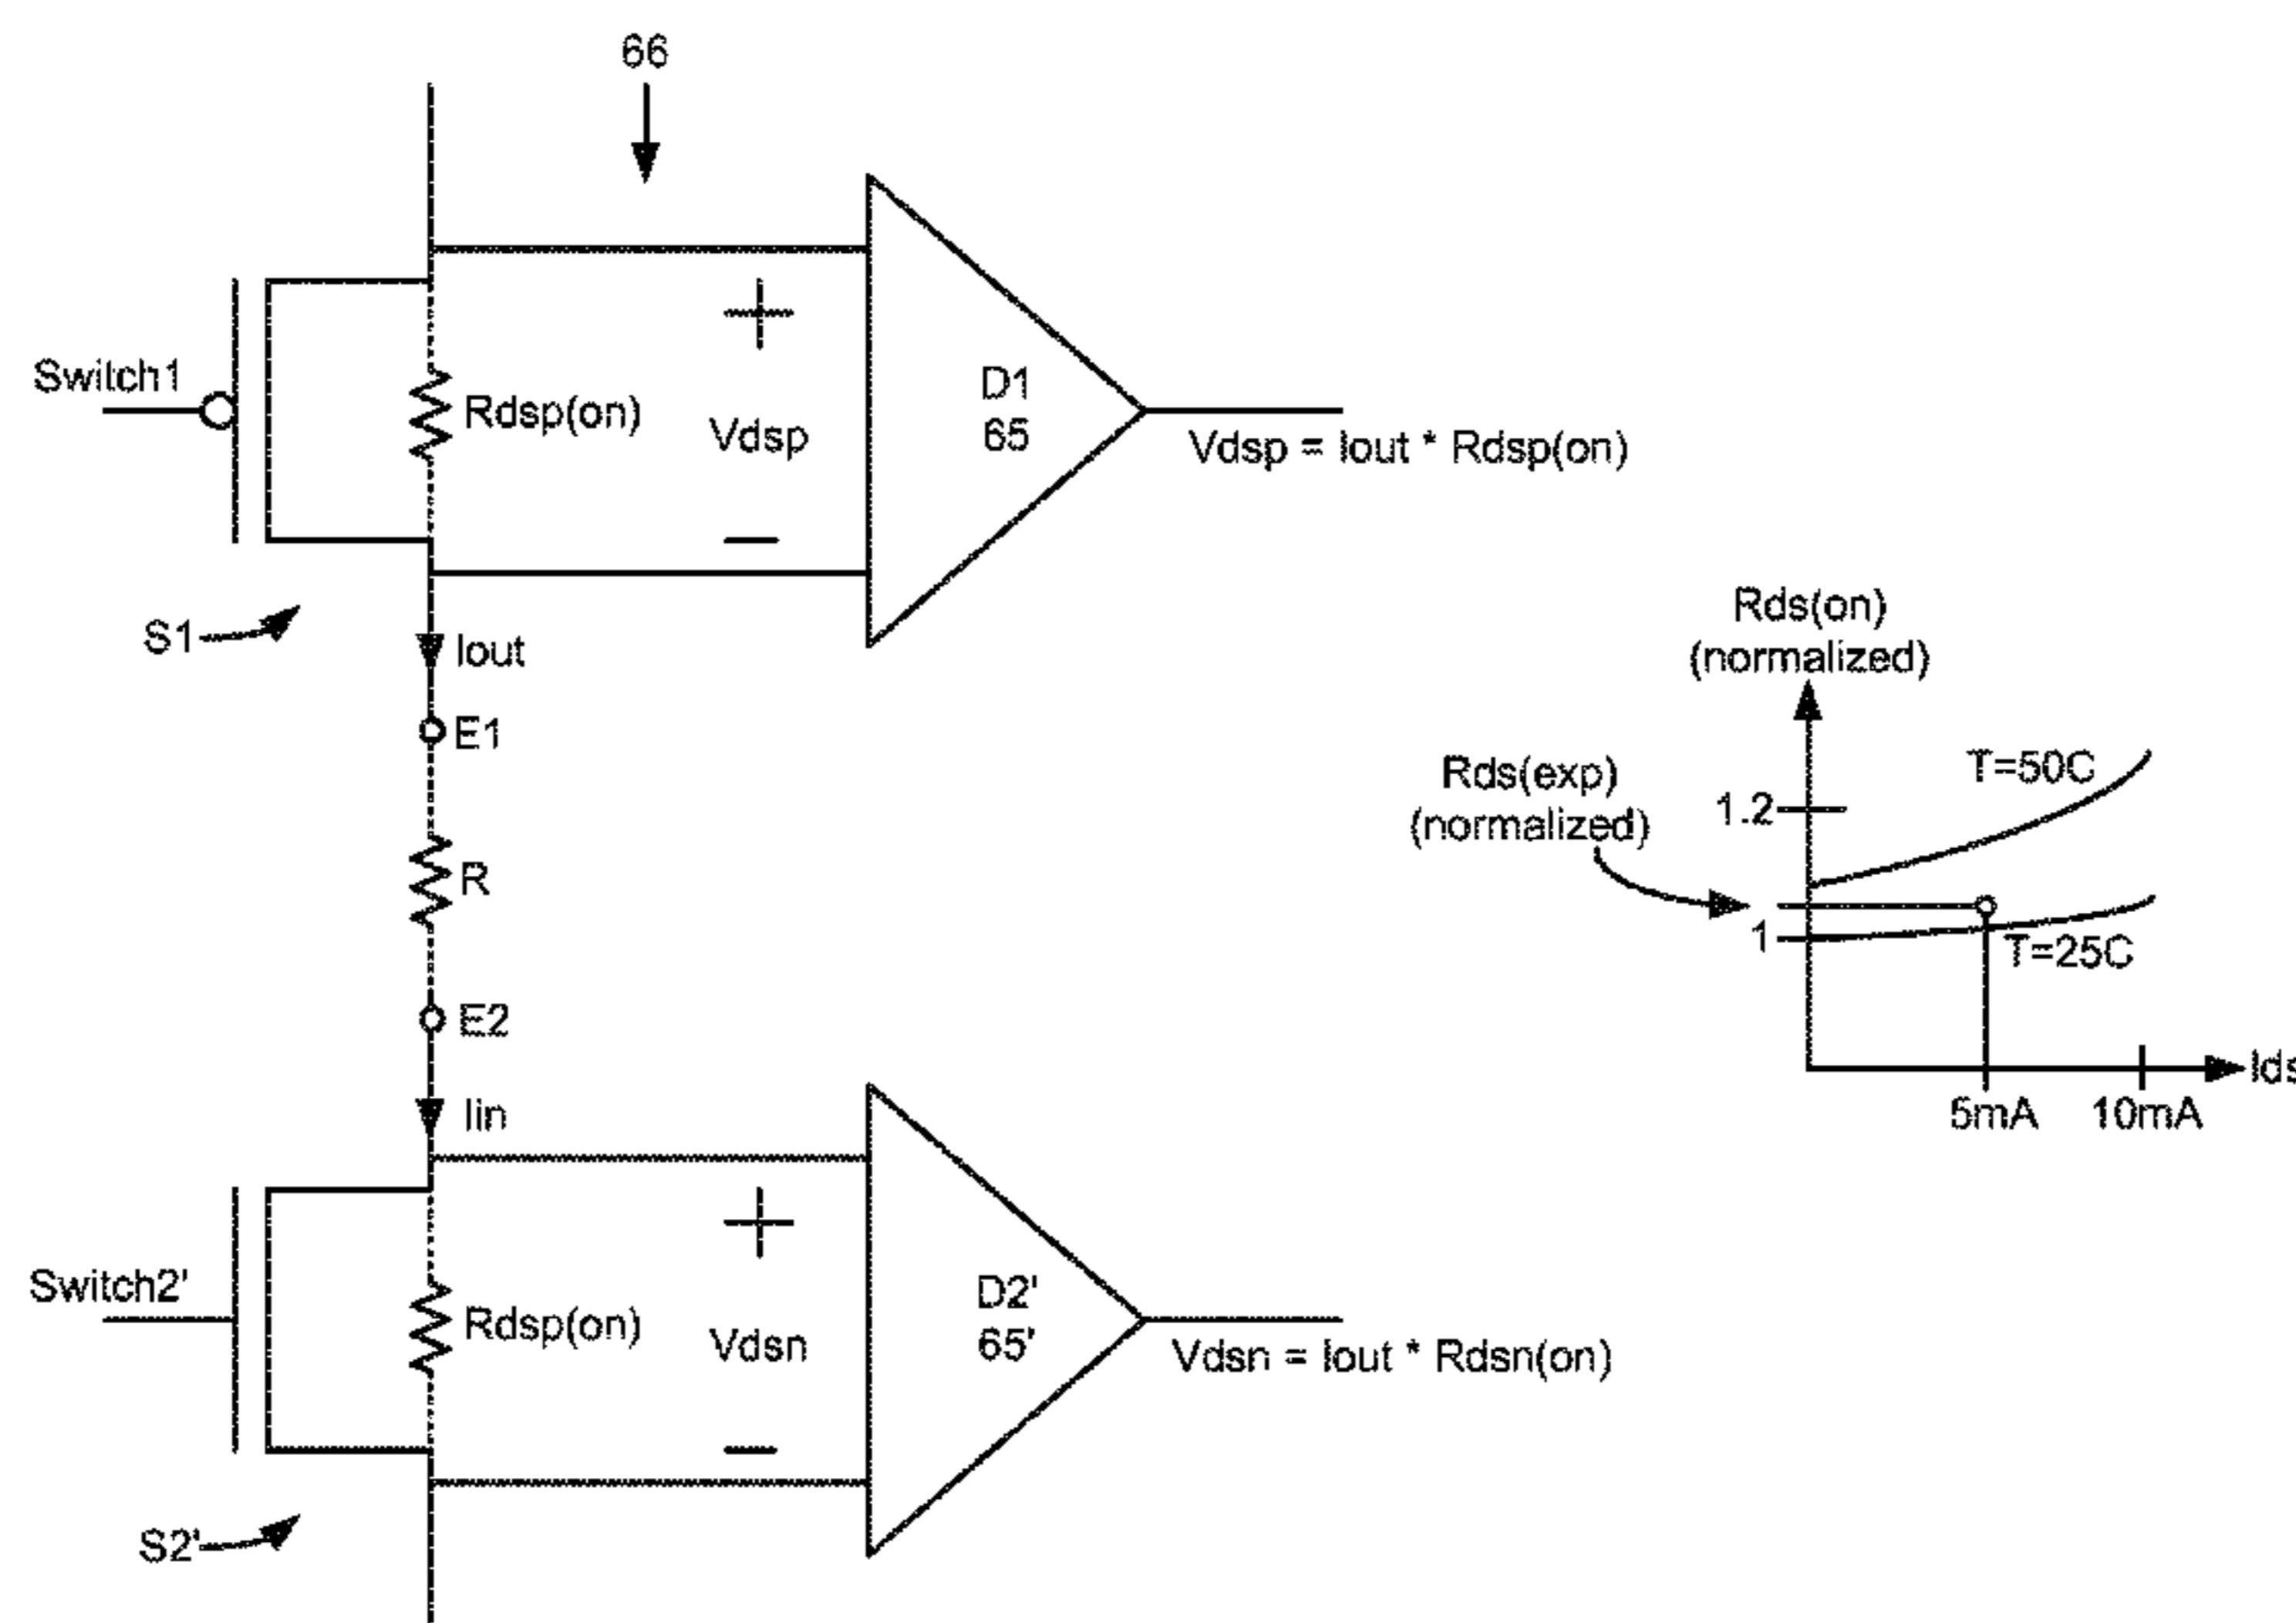 66
Switch1
Rdsp(on)
Vdsp
D1
65
Vdsp = Iout * Rdsp(on)
S1
Iout
E1
R
E2
Iin
Switch2'
Rdsp(on)
Vdsn
D2'
65'
Vdsn = Iout * Rdsn(on)
S2'
Rds(on)
(normalized)
Rds(exp)
(normalized)
T=50C
1.2
1
T=25C
5mA
10mA
Ids